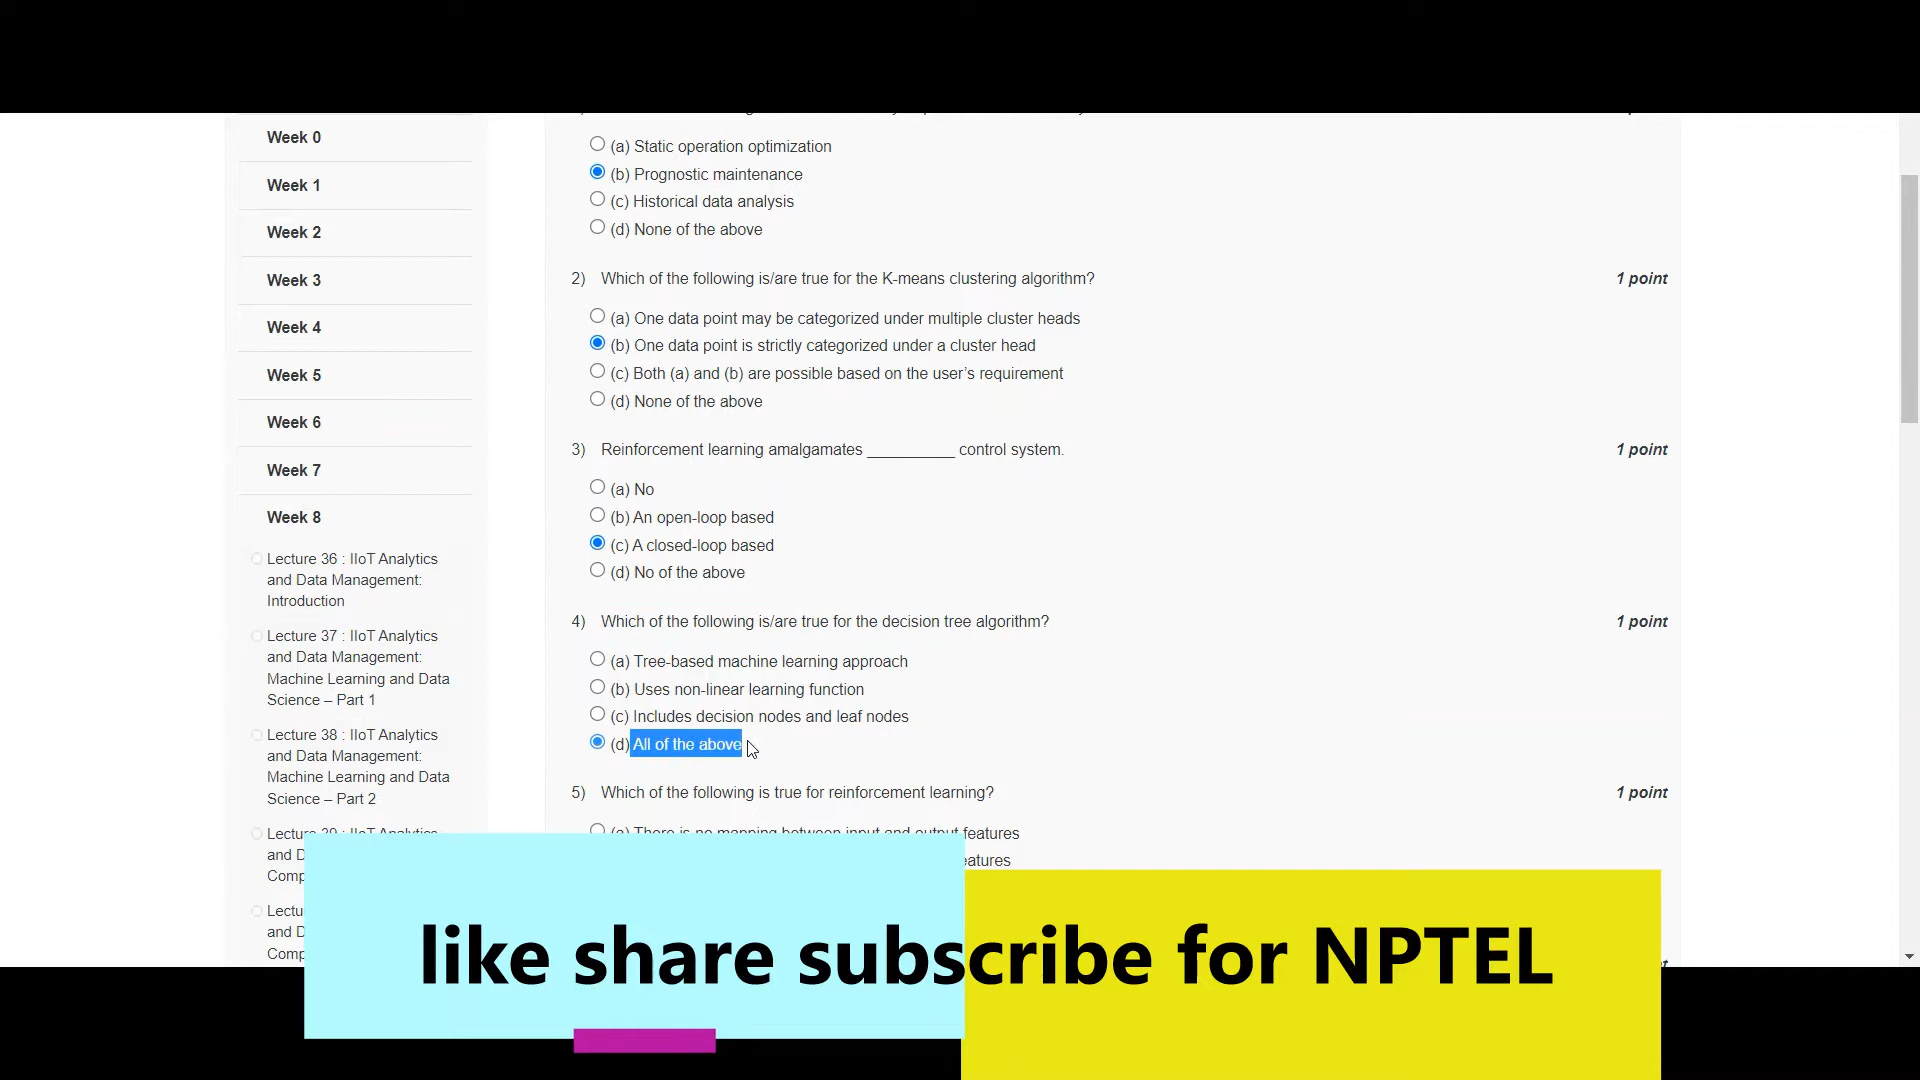 Week 0
Week 1
Week 2
Week 3
Week 4
Week 5
Week 6
Week 7
Week 8
Lecture 36 : IIoT Analytics
and Data Management:
Introduction
Lecture 37 : IIoT Analytics
and Data Management:
Machine Learning and Data
Science – Part 1
Lecture 38 : IIoT Analytics
and Data Management:
Machine Learning and Data
Science – Part 2
(a) Static operation optimization
(b) Prognostic maintenance
(c) Historical data analysis
(d) None of the above
2) Which of the following is/are true for the K-means clustering algorithm? 1 point
(a) One data point may be categorized under multiple cluster heads
(b) One data point is strictly categorized under a cluster head
(c) Both (a) and (b) are possible based on the user’s requirement
(d) None of the above
3) Reinforcement learning amalgamates __________ control system. 1 point
(a) No
(b) An open-loop based
(c) A closed-loop based
(d) No of the above
4) Which of the following is/are true for the decision tree algorithm? 1 point
(a) Tree-based machine learning approach
(b) Uses non-linear learning function
(c) Includes decision nodes and leaf nodes
(d) All of the above
5) Which of the following is true for reinforcement learning? 1 point
(a) There is no mapping between input and output features
like share subscribe for NPTEL